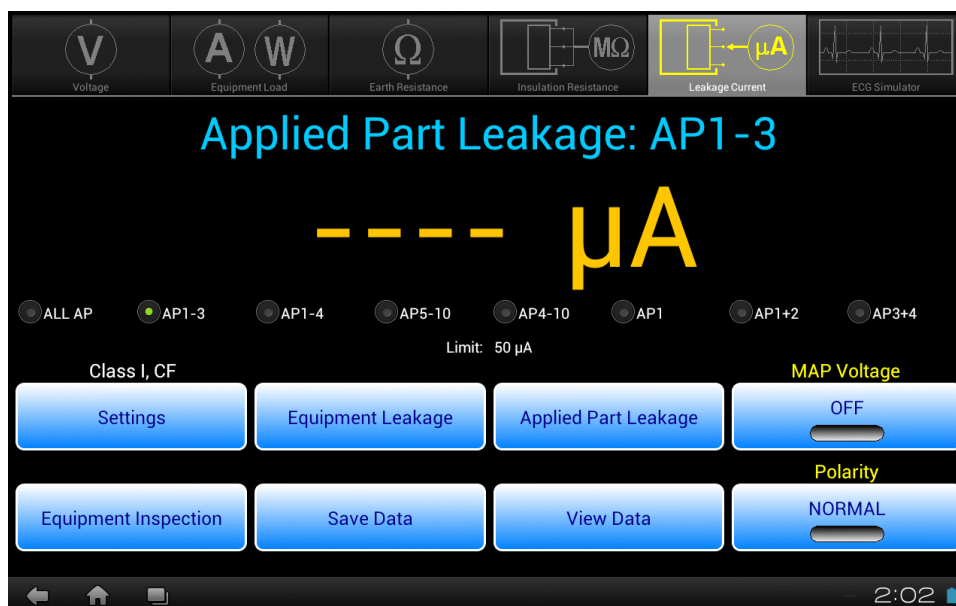 V A W Ω MΩ µA
Voltage Equipment Load Earth Resistance Insulation Resistance Leakage Current ECG Simulator
Applied Part Leakage: AP1-3
---- µA
ALL AP AP1-3 AP1-4 AP5-10 AP4-10 AP1 AP1+2 AP3+4
Limit: 50 µA
Class I, CF MAP Voltage
Settings Equipment Leakage Applied Part Leakage OFF
Polarity
Equipment Inspection Save Data View Data NORMAL
2:02